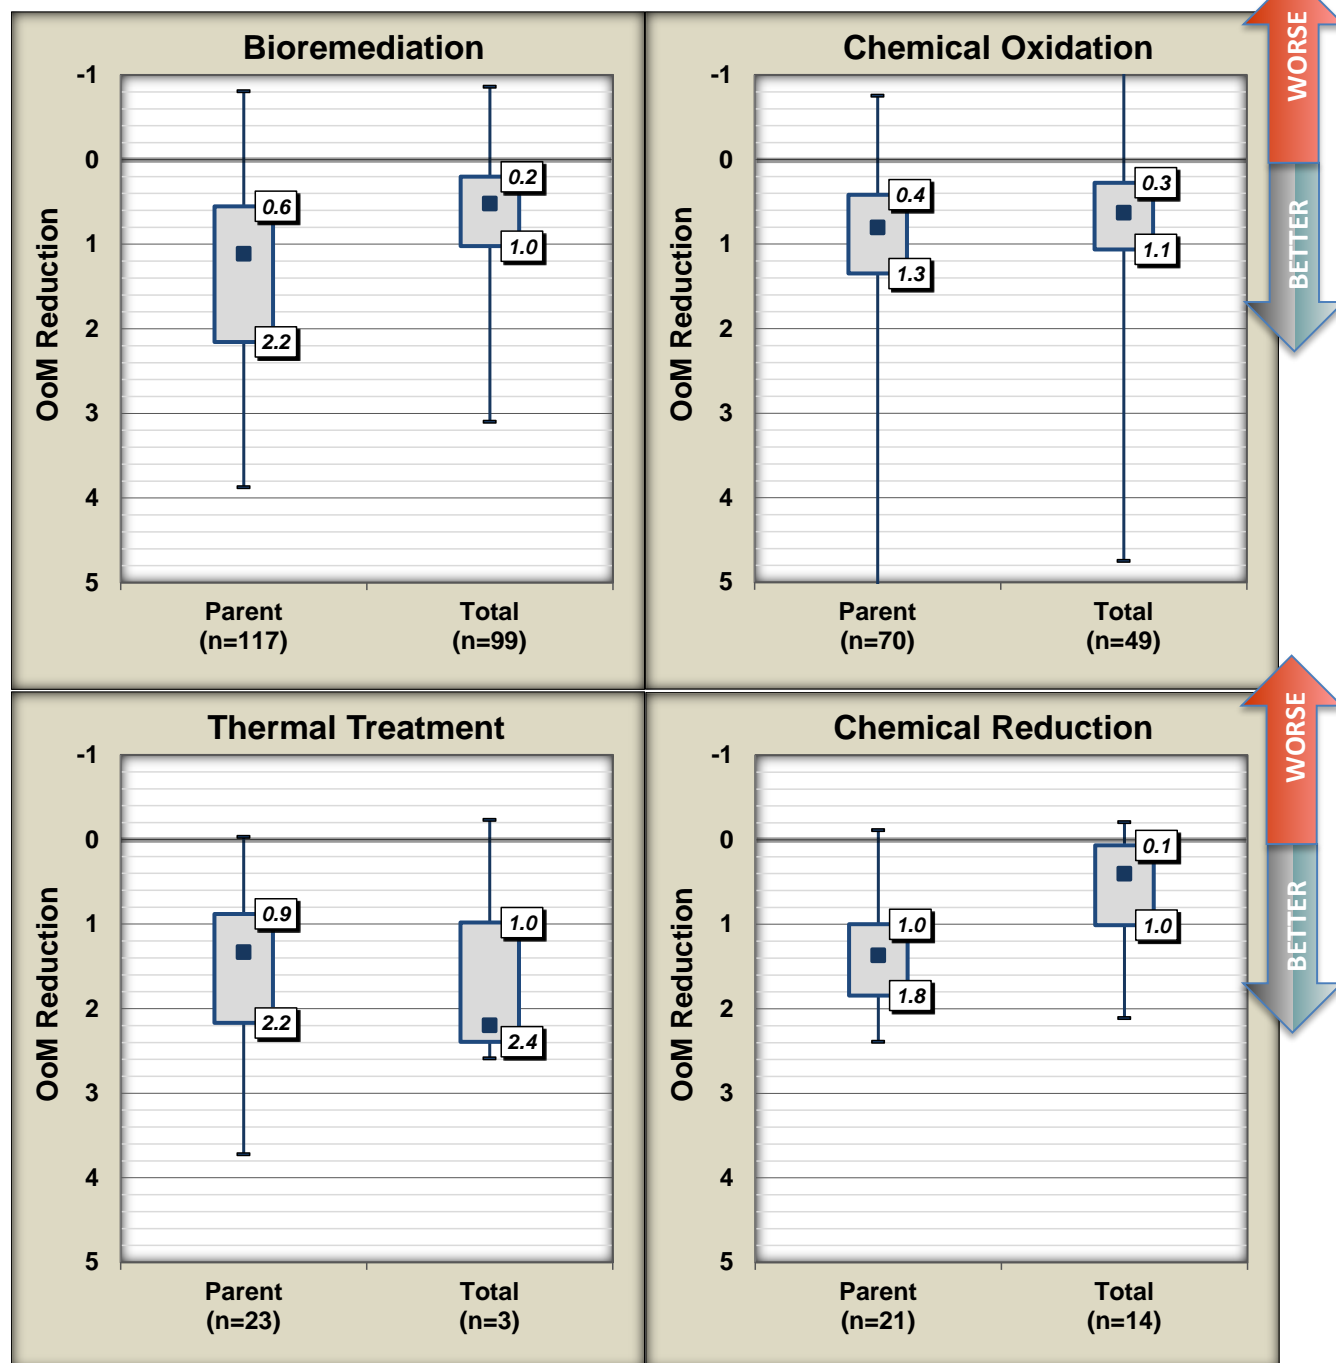 Bioremediation
-1
0
1
2
3
4
5
OoM Reduction
0.6
2.2
0.2
1.0
Parent
(n=117)
Total
(n=99)
Chemical Oxidation
-1
0
1
2
3
4
5
OoM Reduction
0.4
1.3
0.3
1.1
Parent
(n=70)
Total
(n=49)
WORSE
BETTER
Thermal Treatment
-1
0
1
2
3
4
5
OoM Reduction
0.9
2.2
1.0
2.4
Parent
(n=23)
Total
(n=3)
Chemical Reduction
-1
0
1
2
3
4
5
OoM Reduction
1.0
1.8
0.1
1.0
Parent
(n=21)
Total
(n=14)
WORSE
BETTER